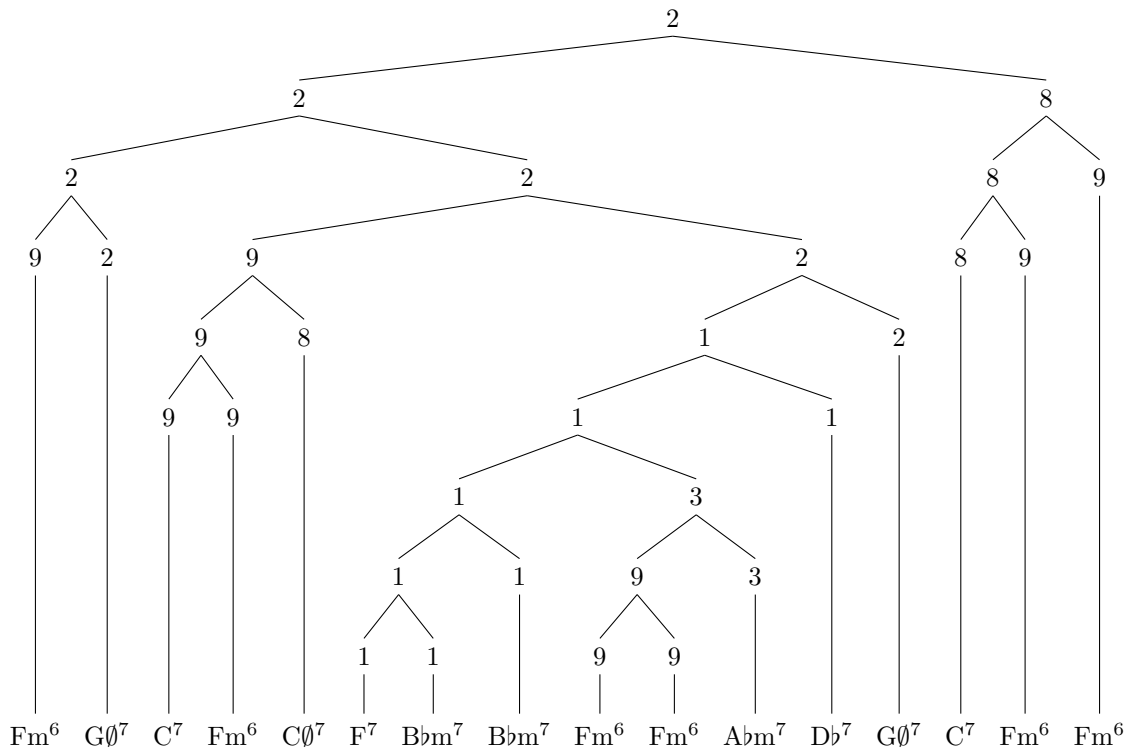 2
2 8
2 2 8 9
9 2 9 2 8 9
9 8 1 2
9 9 1 1
1 3
1 1 9 3
1 1 9 9
Fm⁶ G∅⁷ C⁷ Fm⁶ C∅⁷ F⁷ B♭m⁷ B♭m⁷ Fm⁶ Fm⁶ A♭m⁷ D♭⁷ G∅⁷ C⁷ Fm⁶ Fm⁶